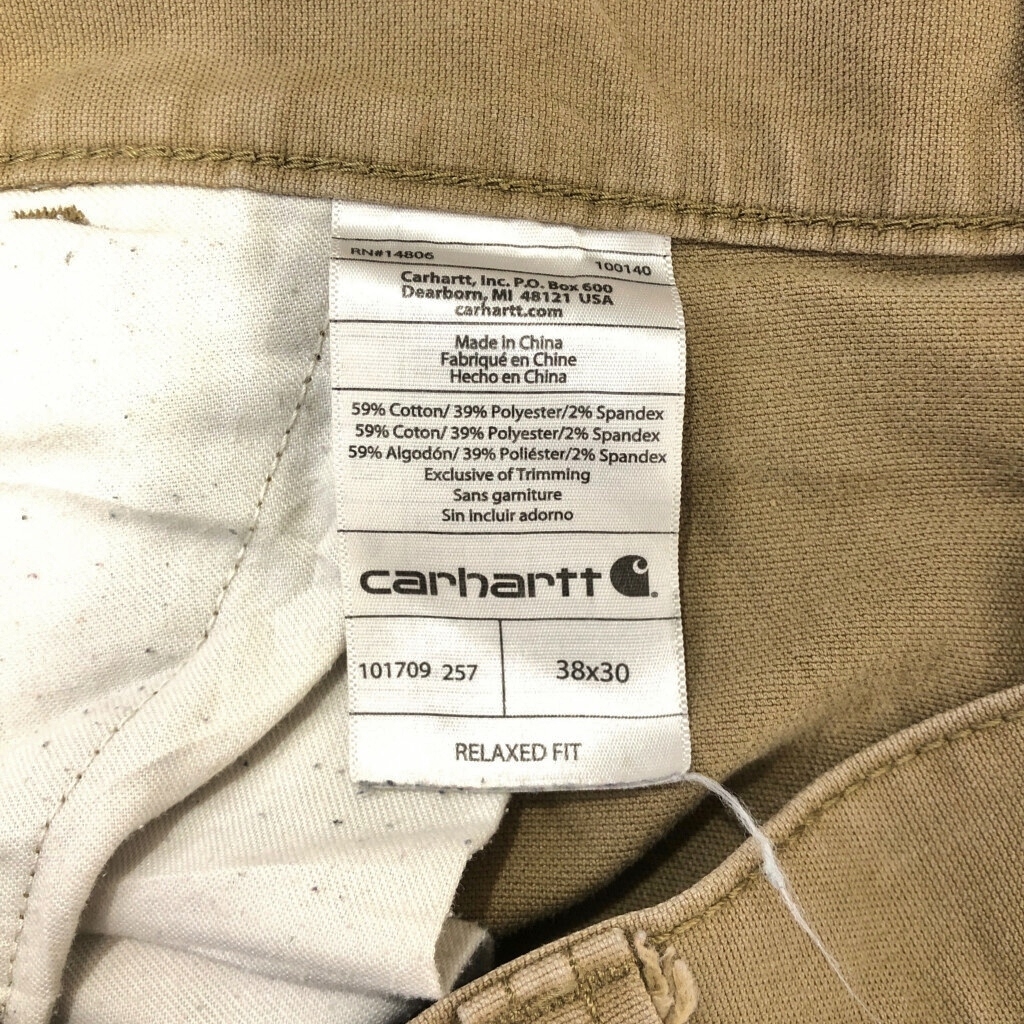 RN#14806 100140
Carhartt, Inc. P.O. Box 600
Dearborn, MI 48121 USA
carhartt.com
Made in China
Fabriqué en Chine
Hecho en China
59% Cotton/ 39% Polyester/2% Spandex
59% Coton/ 39% Polyester/2% Spandex
59% Algodón/ 39% Poliéster/2% Spandex
Exclusive of Trimming
Sans garniture
Sin incluir adorno
carhartt
101709 257 38x30
RELAXED FIT